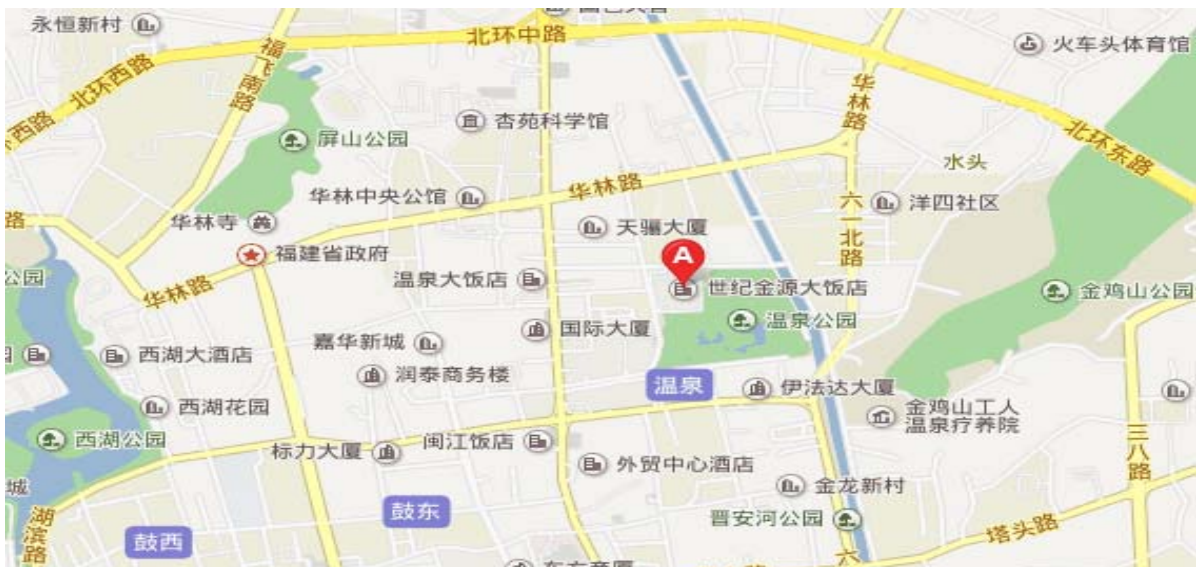 永恒新村
北环中路
火车头体育馆
福飞南路
北环西路
华林路
杏苑科学馆
屏山公园
北环东路
水头
华林路
华林中央公馆
洋四社区
六一北路
华林寺
天骊大厦
A
福建省政府
温泉大饭店
世纪金源大饭店
金鸡山公园
公园
华林路
温泉公园
国际大厦
嘉华新城
西湖大酒店
润泰商务楼
温泉
伊法达大厦
西湖花园
金鸡山工人
温泉疗养院
西湖公园
标力大厦
闽江饭店
外贸中心酒店
三八路
城
金龙新村
湖滨路
鼓东
晋安河公园
塔头路
鼓西
六
西路
路